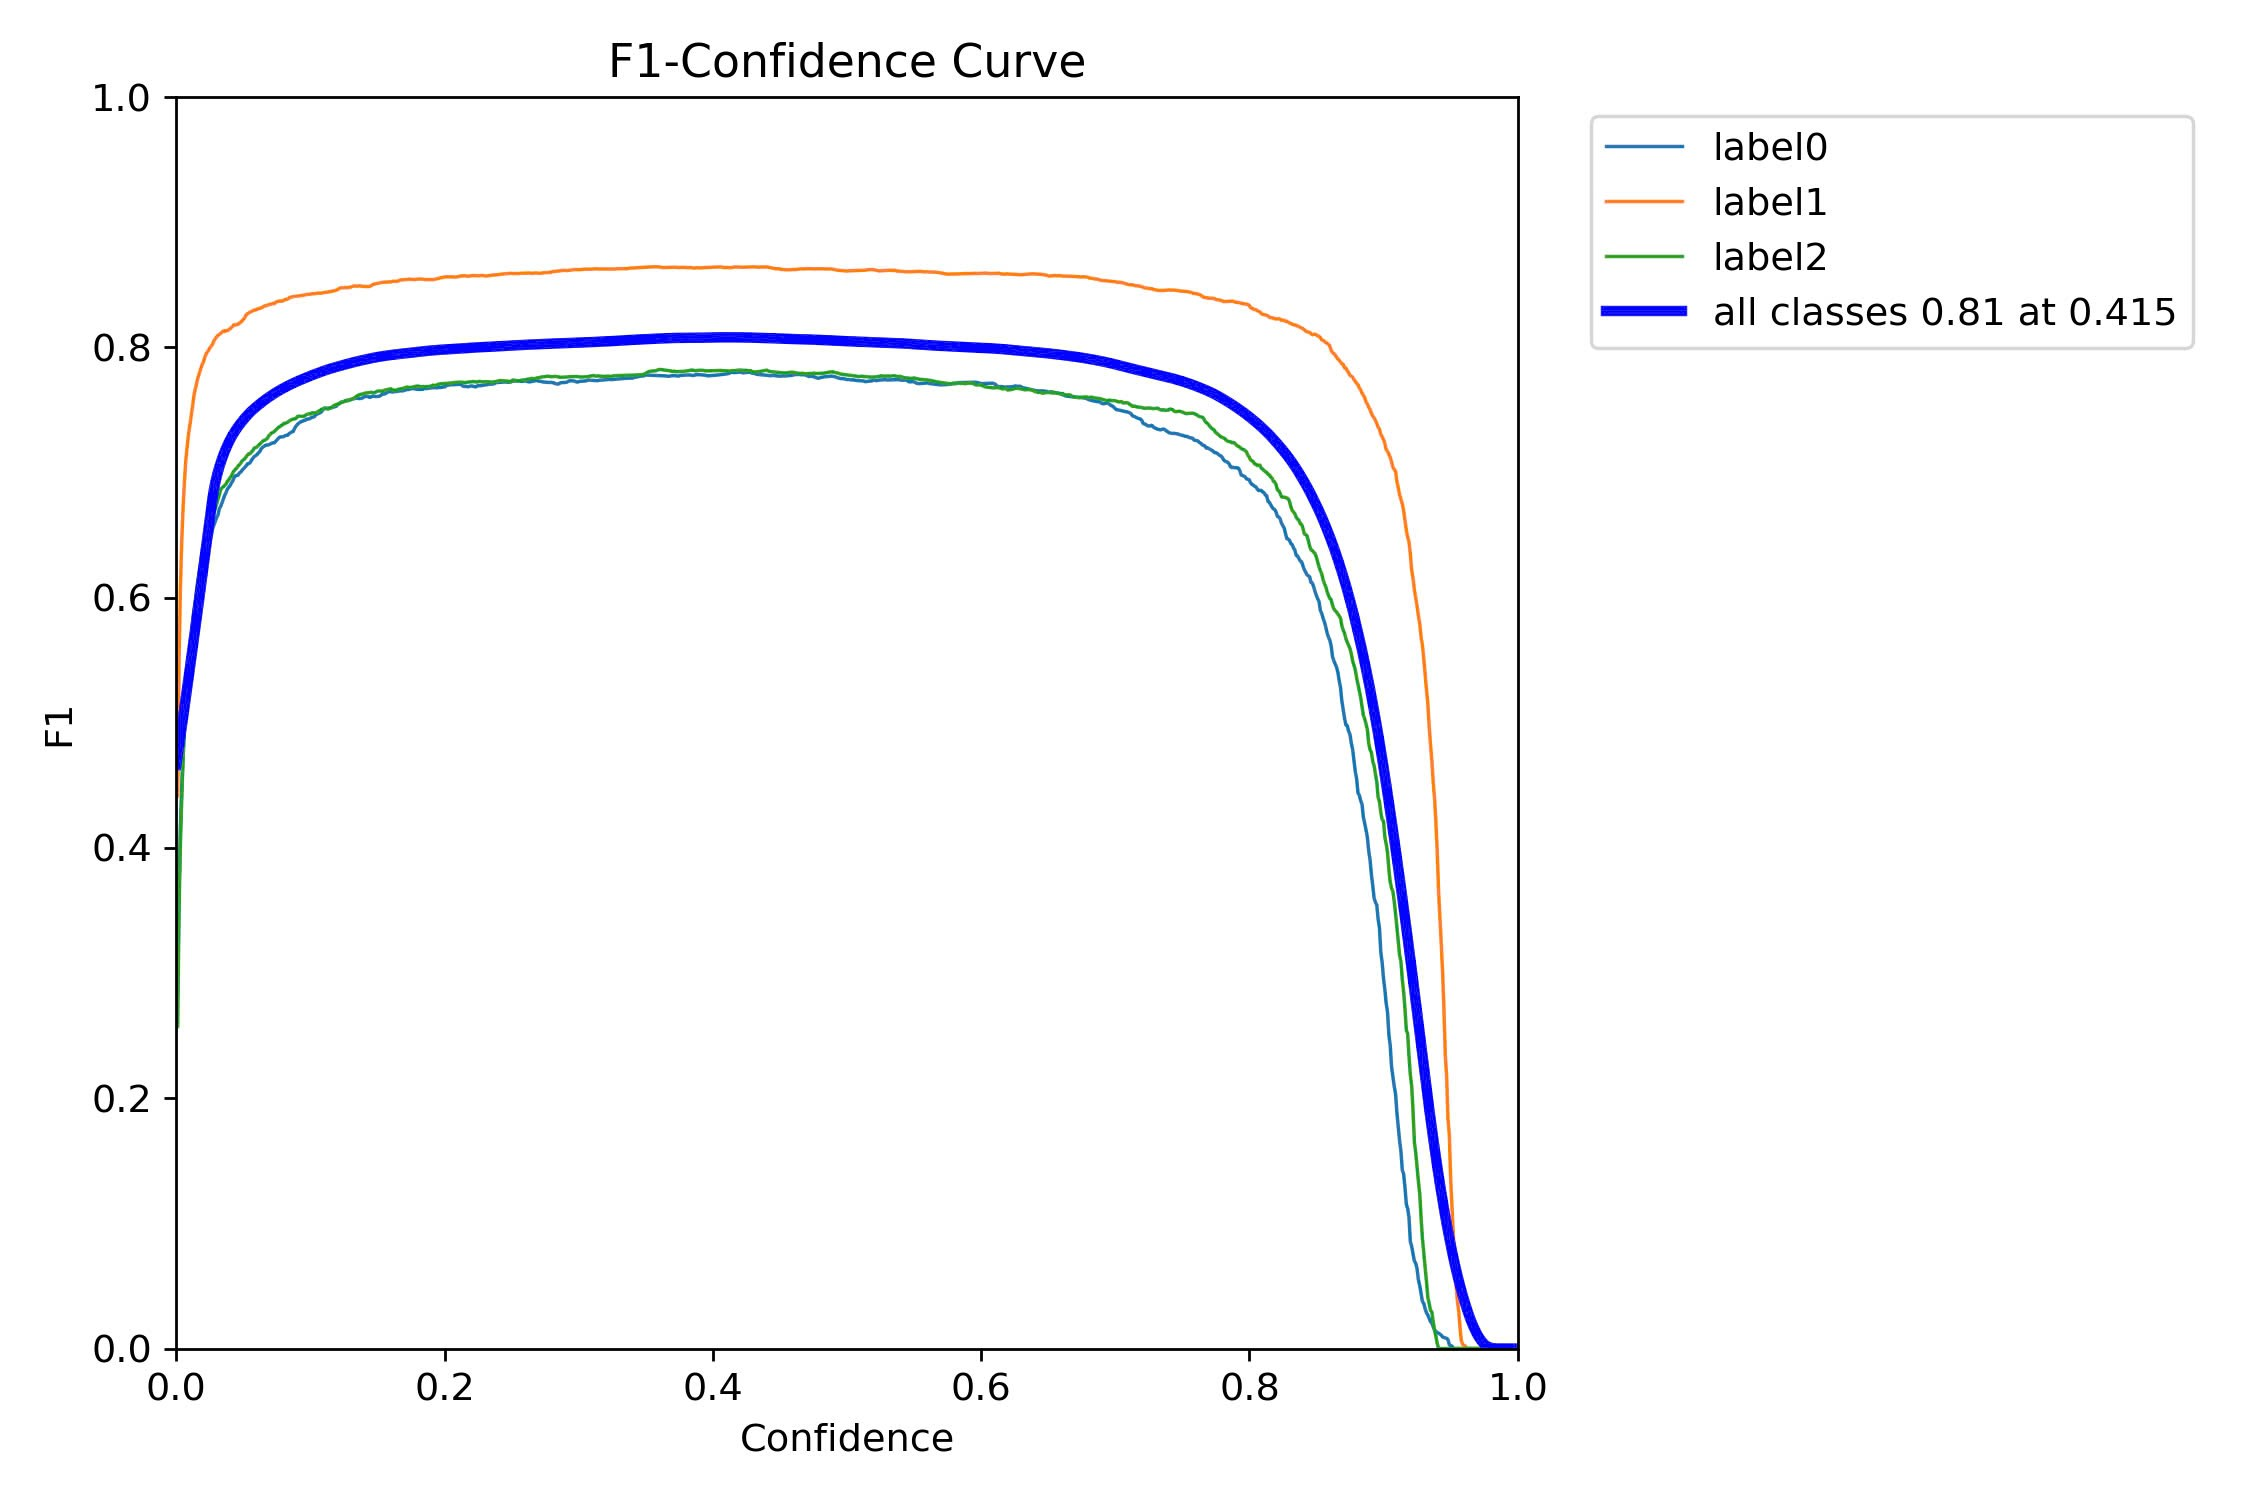 F1-Confidence Curve
1.0
0.8
0.6
0.4
0.2
0.0
F1
0.0 0.2 0.4 0.6 0.8 1.0
Confidence
label0
label1
label2
all classes 0.81 at 0.415